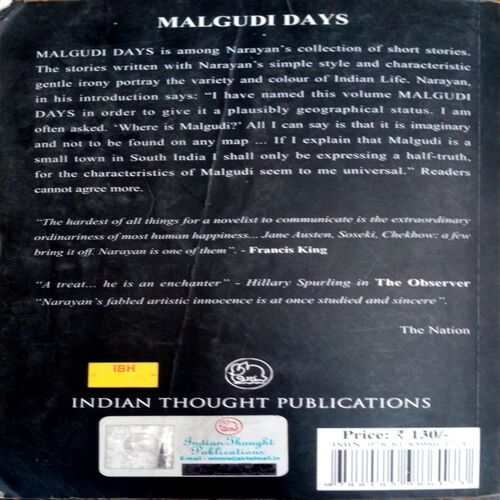 MALGUDI DAYS
MALGUDI DAYS is among Narayan's collection of short stories.
The stories written with Narayan's simple style and characteristic
gentle irony portray the variety and colour of Indian Life. Narayan,
in his introduction says: "I have named this volume MALGUDI
DAYS in order to give it a plausibly geographical status. I am
often asked. 'Where is Malgudi?' All I can say is that it is imaginary
and not to be found on any map ... If I explain that Malgudi is a
small town in South India I shall only be expressing a half-truth,
for the characteristics of Malgudi seem to me universal." Readers
cannot agree more.
"The hardest of all things for a novelist to communicate is the extraordinary
ordinariness of most human happiness... Jane Austen, Soseki, Chekhow: a few
bring it off. Narayan is one of them". - Francis King
"A treat... he is an enchanter" - Hillary Spurling in The Observer
"Narayan's fabled artistic innocence is at once studied and sincere".
The Nation
IBH
INDIAN THOUGHT PUBLICATIONS
Indian Thought
Publications
Price: ₹ 130/-